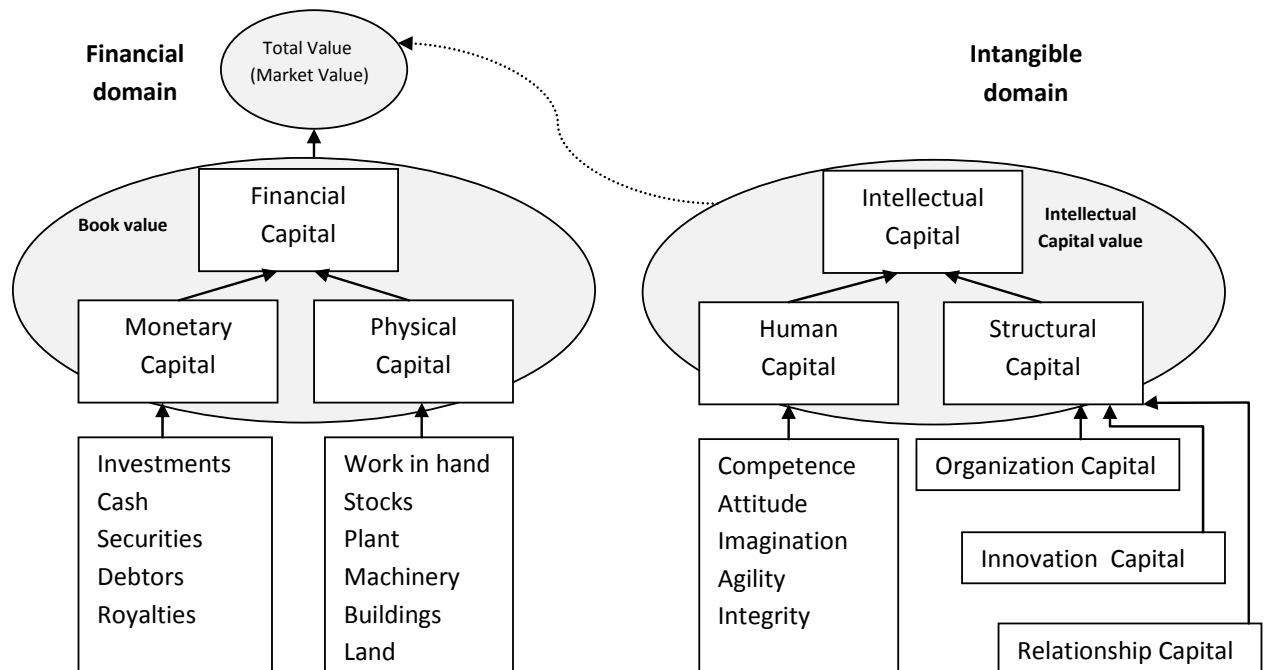 Financial
domain
Total Value
(Market Value)
Intangible
domain
Book value
Financial
Capital
Monetary
Capital
Physical
Capital
Investments
Cash
Securities
Debtors
Royalties
Work in hand
Stocks
Plant
Machinery
Buildings
Land
Intellectual
Capital
Intellectual
Capital value
Human
Capital
Structural
Capital
Competence
Attitude
Imagination
Agility
Integrity
Organization Capital
Innovation  Capital
Relationship Capital